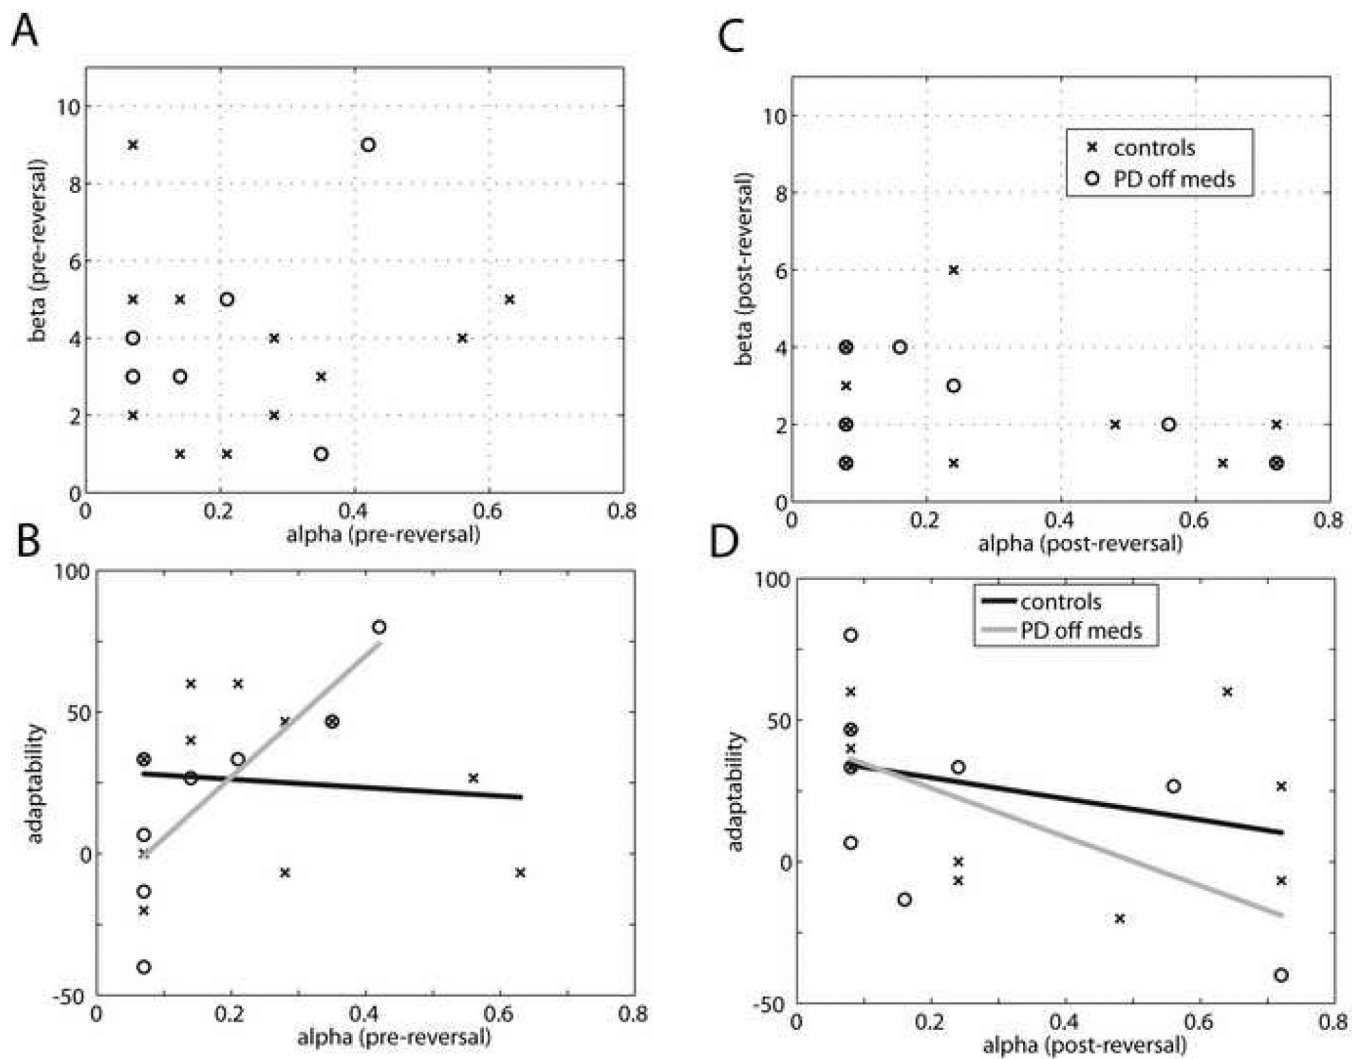 A
beta (pre-reversal)
10
8
6
4
2
0
0 0.2 0.4 0.6 0.8
alpha (pre-reversal)
C
beta (post-reversal)
10
8
6
4
2
0
controls
PD off meds
0 0.2 0.4 0.6 0.8
alpha (post-reversal)
B
adaptability
100
50
0
-50
0 0.2 0.4 0.6 0.8
alpha (pre-reversal)
D
adaptability
100
50
0
-50
controls
PD off meds
0 0.2 0.4 0.6 0.8
alpha (post-reversal)